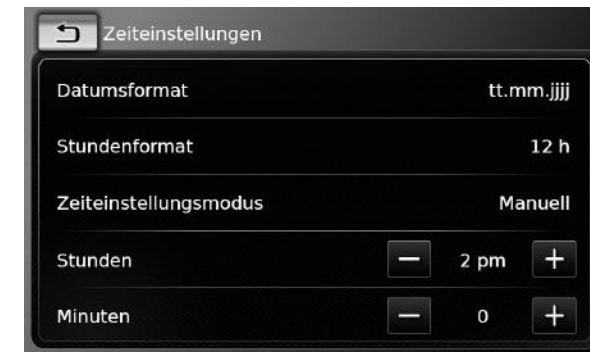 Zeiteinstellungen
Datumsformat tt.mm.jjjj
Stundenformat 12 h
Zeiteinstellungsmodus Manuell
Stunden − 2 pm +
Minuten − 0 +